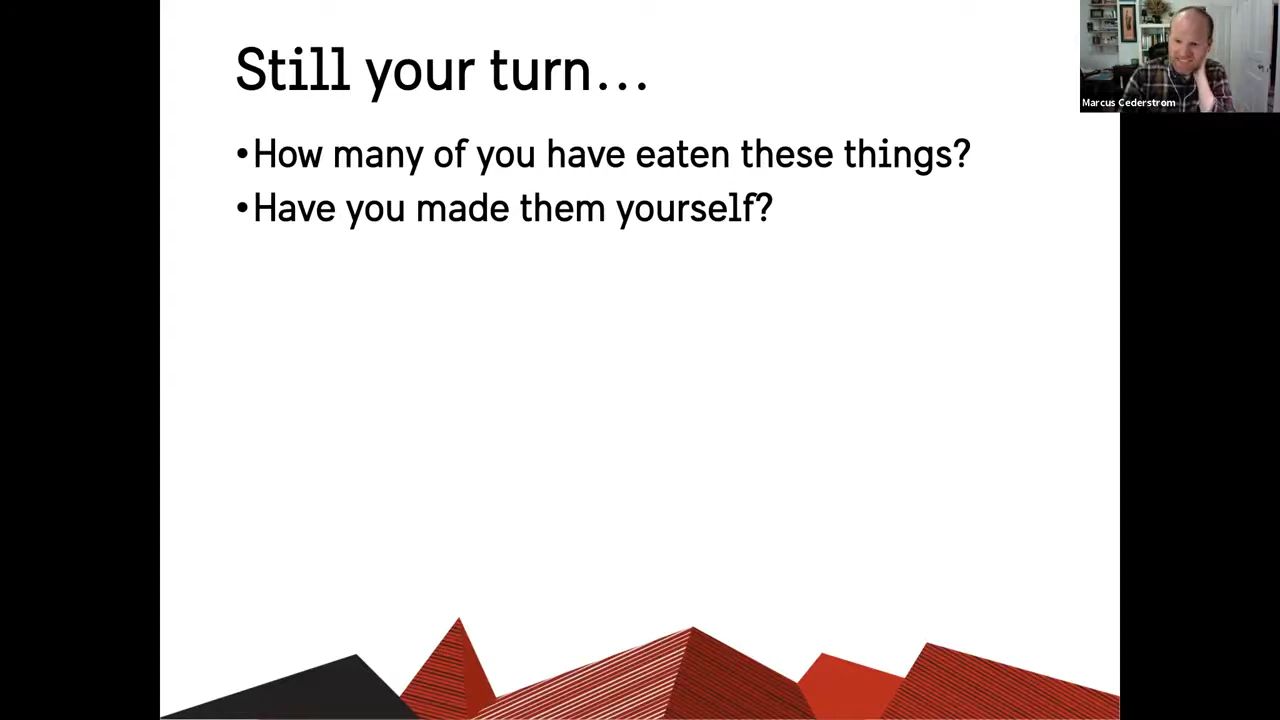 Still your turn...
•How many of you have eaten these things?
•Have you made them yourself?
Marcus Cederstrom